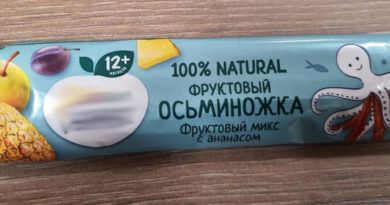 12+
месяцев
100% NATURAL
ФРУКТОВЫЙ
ОСЬМИНОЖКА
Фруктовый микс
с ананасом